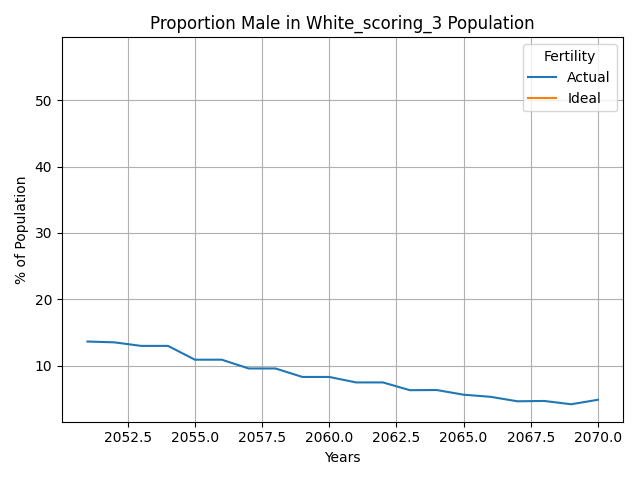 Proportion Male in White_scoring_3 Population
Fertility
Actual
Ideal
% of Population
50
40
30
20
10
2052.5 2055.0 2057.5 2060.0 2062.5 2065.0 2067.5 2070.0
Years